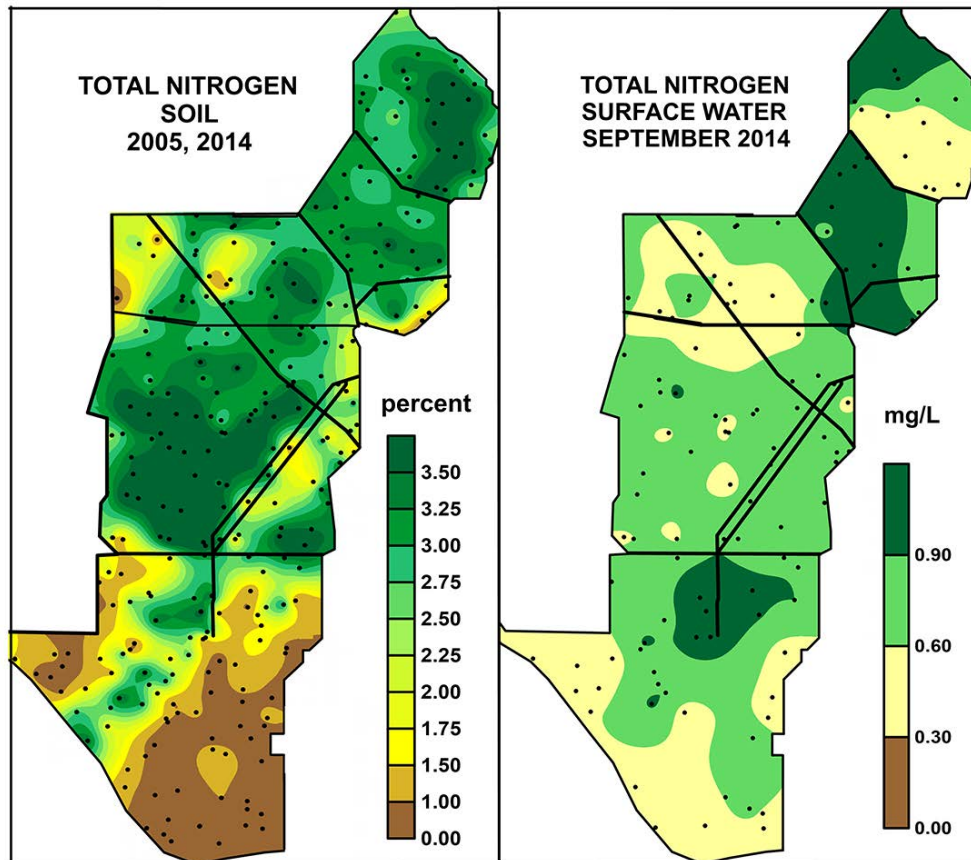 TOTAL NITROGEN
SOIL
2005, 2014
percent
3.50
3.25
3.00
2.75
2.50
2.25
2.00
1.75
1.50
1.00
0.00
TOTAL NITROGEN
SURFACE WATER
SEPTEMBER 2014
mg/L
0.90
0.60
0.30
0.00